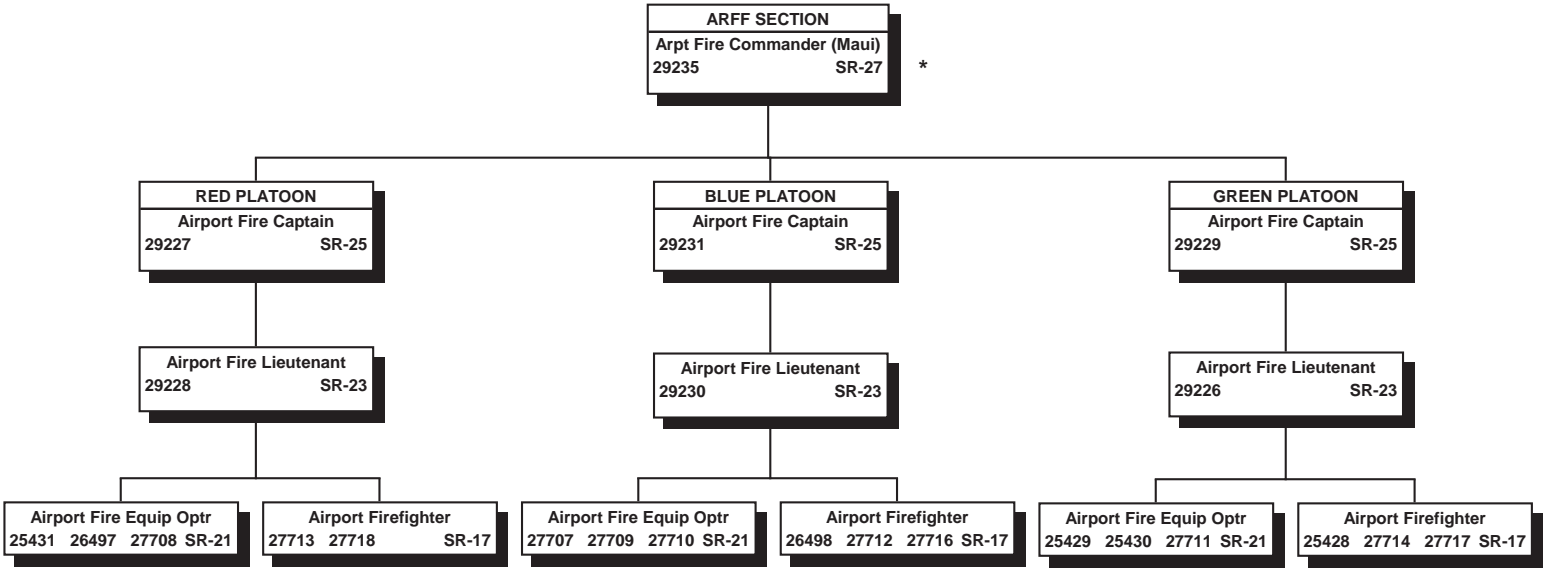 ARFF SECTION
Arpt Fire Commander (Maui)
29235 SR-27 *
RED PLATOON
Airport Fire Captain
29227 SR-25
BLUE PLATOON
Airport Fire Captain
29231 SR-25
GREEN PLATOON
Airport Fire Captain
29229 SR-25
Airport Fire Lieutenant
29228 SR-23
Airport Fire Lieutenant
29230 SR-23
Airport Fire Lieutenant
29226 SR-23
Airport Fire Equip Optr
25431 26497 27708 SR-21
Airport Firefighter
27713 27718 SR-17
Airport Fire Equip Optr
27707 27709 27710 SR-21
Airport Firefighter
26498 27712 27716 SR-17
Airport Fire Equip Optr
25429 25430 27711 SR-21
Airport Firefighter
25428 27714 27717 SR-17